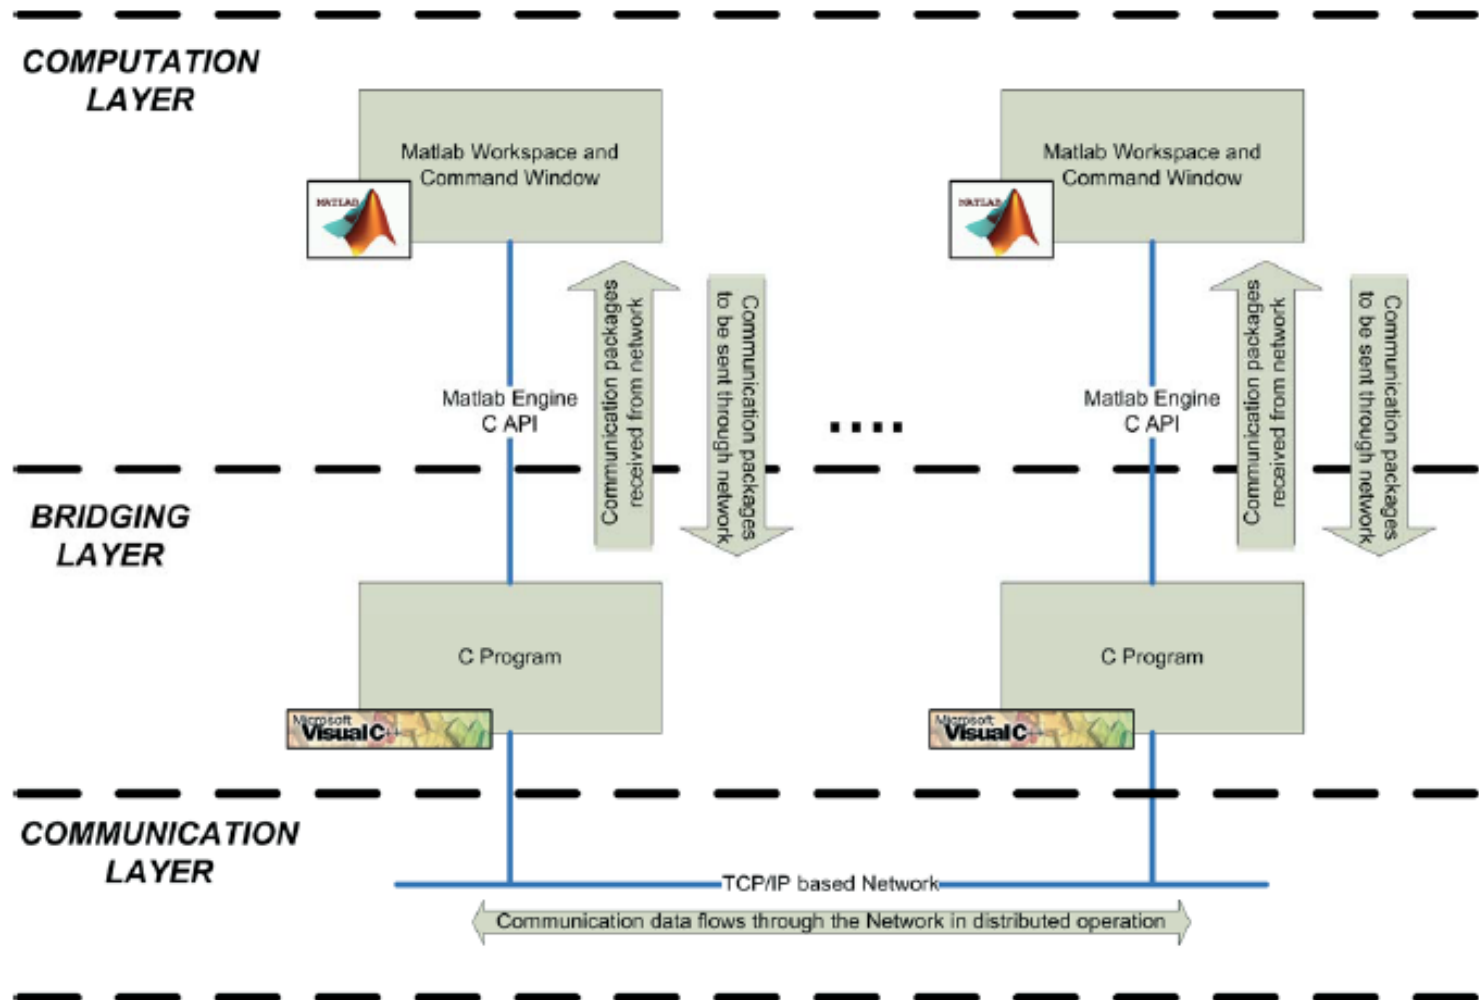 COMPUTATION
LAYER
Matlab Workspace and
Command Window
MATLAB
Matlab Workspace and
Command Window
MATLAB
Communication packages
received from network
Communication packages
to be sent through network
Communication packages
received from network
Communication packages
to be sent through network
Matlab Engine
C API
....
Matlab Engine
C API
BRIDGING
LAYER
C Program
Microsoft
Visual C++
C Program
Microsoft
Visual C++
COMMUNICATION
LAYER
TCP/IP based Network
Communication data flows through the Network in distributed operation